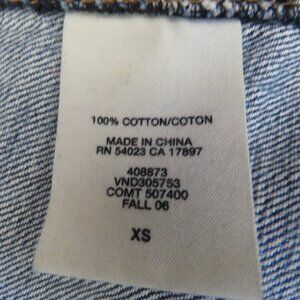 100% COTTON/COTON
MADE IN CHINA
RN 54023 CA 17897
408873
VND305753
COMT 507400
FALL 06
XS